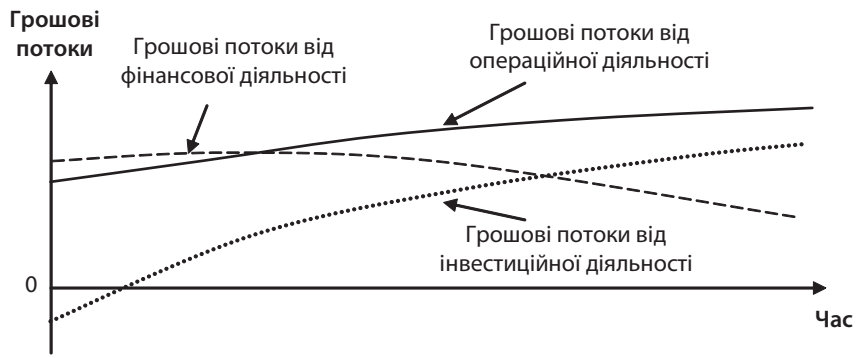 Грошові
потоки
Грошові потоки від
фінансової діяльності
Грошові потоки від
операційної діяльності
Грошові потоки від
інвестиційної діяльності
0
Час